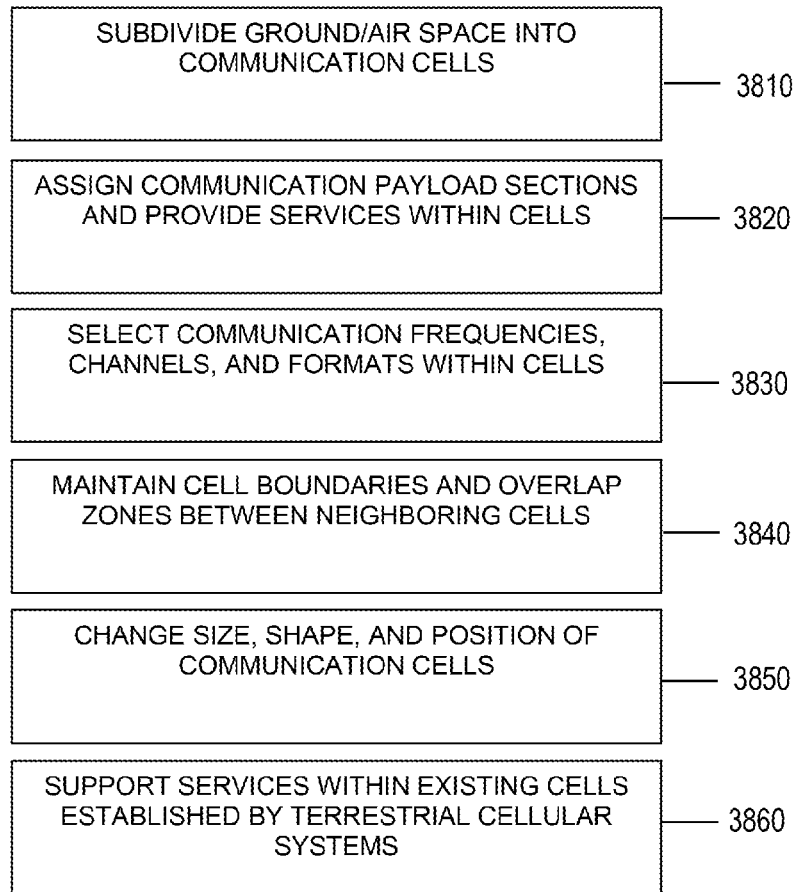 SUBDIVIDE GROUND/AIR SPACE INTO
COMMUNICATION CELLS
3810
ASSIGN COMMUNICATION PAYLOAD SECTIONS
AND PROVIDE SERVICES WITHIN CELLS
3820
SELECT COMMUNICATION FREQUENCIES,
CHANNELS, AND FORMATS WITHIN CELLS
3830
MAINTAIN CELL BOUNDARIES AND OVERLAP
ZONES BETWEEN NEIGHBORING CELLS
3840
CHANGE SIZE, SHAPE, AND POSITION OF
COMMUNICATION CELLS
3850
SUPPORT SERVICES WITHIN EXISTING CELLS
ESTABLISHED BY TERRESTRIAL CELLULAR
SYSTEMS
3860